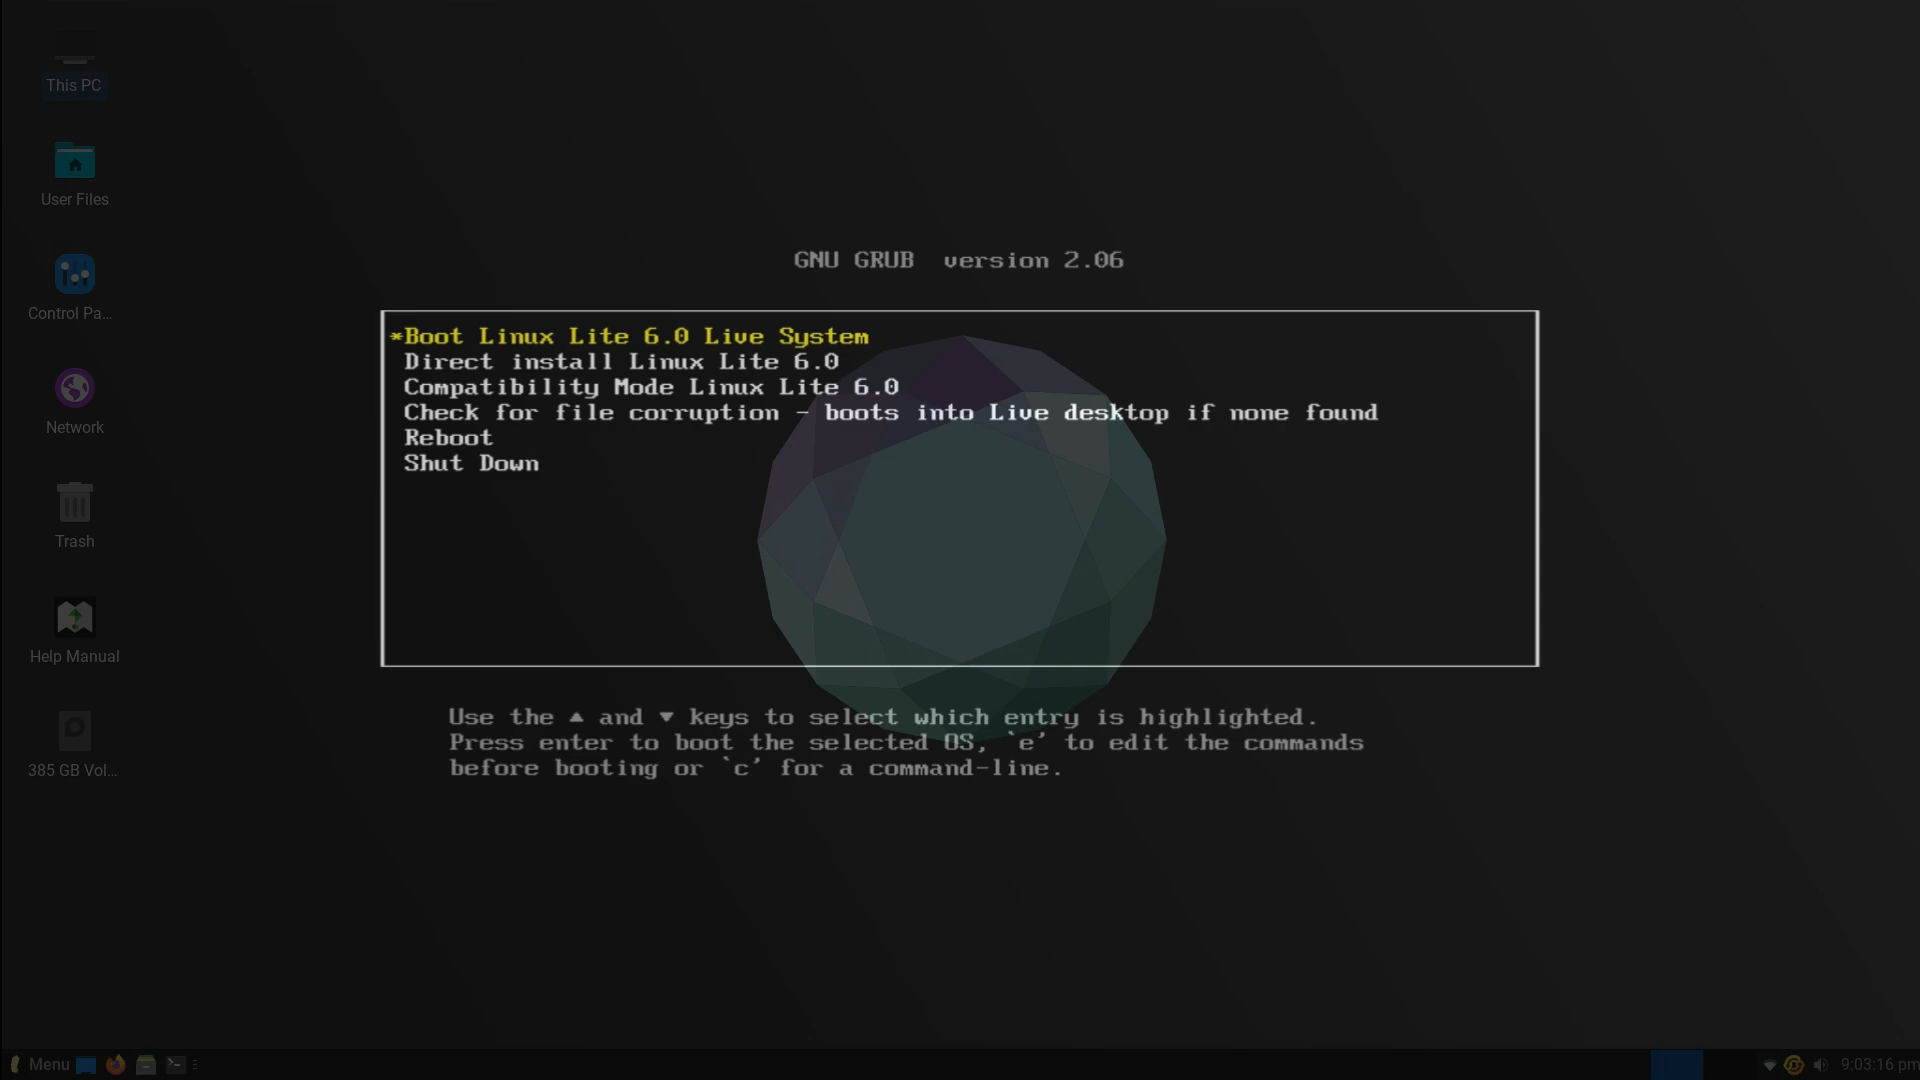 This PC
User Files
Control Pa...
Network
Trash
Help Manual
385 GB Vol...
GNU GRUB  version 2.06
*Boot Linux Lite 6.0 Live System
Direct install Linux Lite 6.0
Compatibility Mode Linux Lite 6.0
Check for file corruption - boots into Live desktop if none found
Reboot
Shut Down
Use the ▲ and ▼ keys to select which entry is highlighted.
Press enter to boot the selected OS, `e' to edit the commands
before booting or `c' for a command-line.
Menu
9:03:16 pm